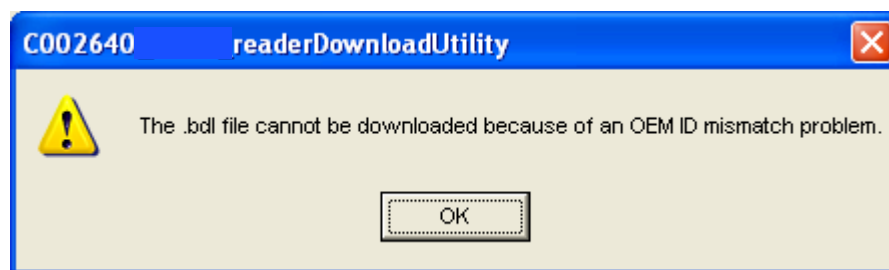 C002640 readerDownloadUtility
The .bdl file cannot be downloaded because of an OEM ID mismatch problem.
OK